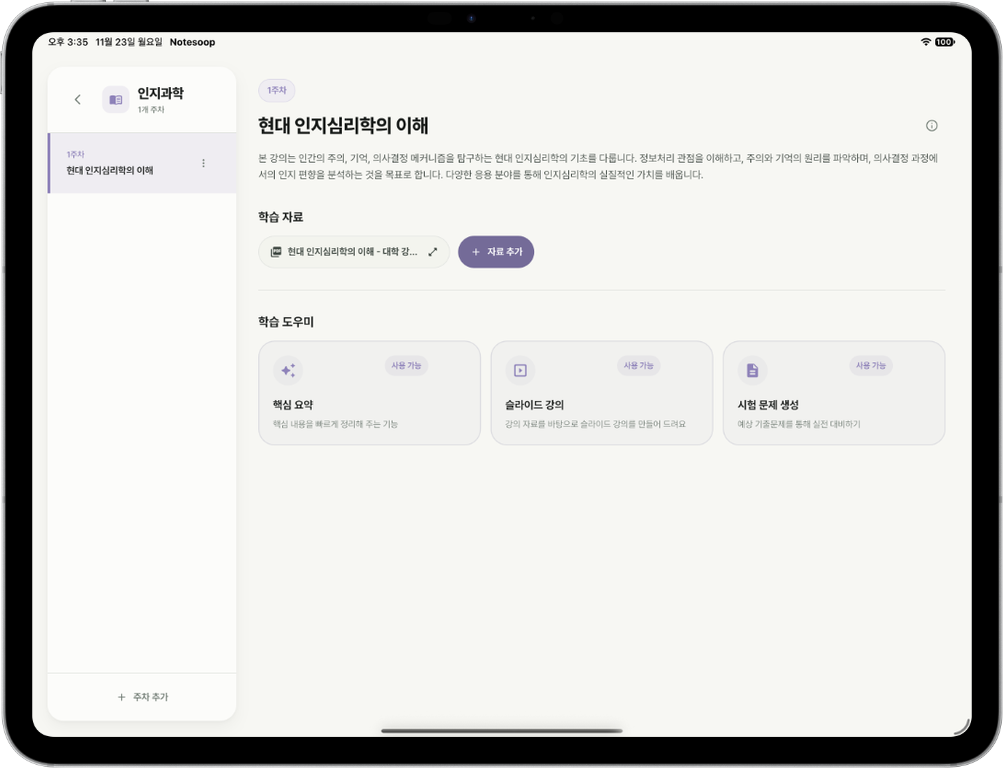 오후 3:35 11월 23일 월요일 Notesoop
100
인지과학
1개 주차
1주차
현대 인지심리학의 이해
주차 추가
1주차
현대 인지심리학의 이해
본 강의는 인간의 주의, 기억, 의사결정 메커니즘을 탐구하는 현대 인지심리학의 기초를 다룹니다. 정보처리 관점을 이해하고, 주의와 기억의 원리를 파악하며, 의사결정 과정에
서의 인지 편향을 분석하는 것을 목표로 합니다. 다양한 응용 분야를 통해 인지심리학의 실질적인 가치를 배웁니다.
학습 자료
현대 인지심리학의 이해 - 대학 강...
자료 추가
학습 도우미
사용 가능
핵심 요약
핵심 내용을 빠르게 정리해 주는 기능
사용 가능
슬라이드 강의
강의 자료를 바탕으로 슬라이드 강의를 만들어 드려요
사용 가능
시험 문제 생성
예상 기출문제를 통해 실전 대비하기